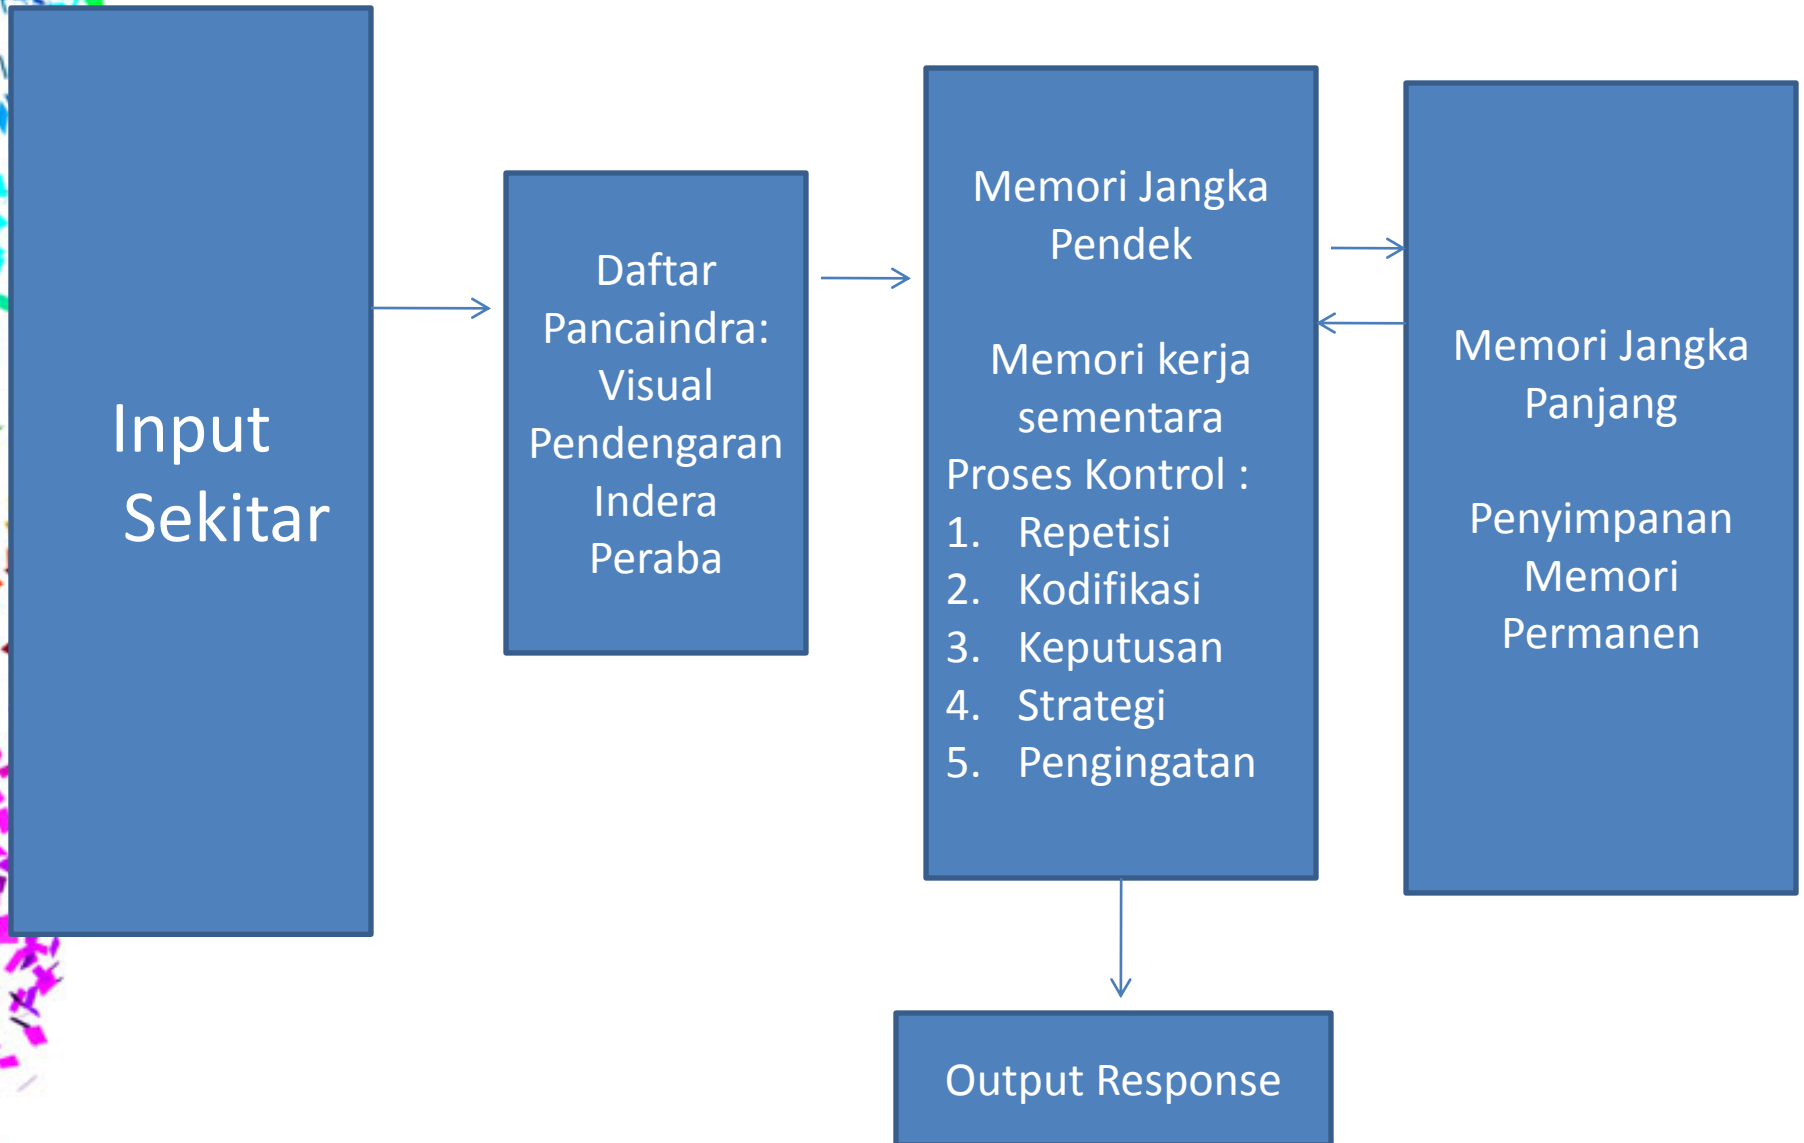 Input
Sekitar
Daftar
Pancaindra:
Visual
Pendengaran
Indera
Peraba
Memori Jangka
Pendek
Memori kerja
sementara
Proses Kontrol :
1. Repetisi
2. Kodifikasi
3. Keputusan
4. Strategi
5. Pengingatan
Memori Jangka
Panjang
Penyimpanan
Memori
Permanen
Output Response